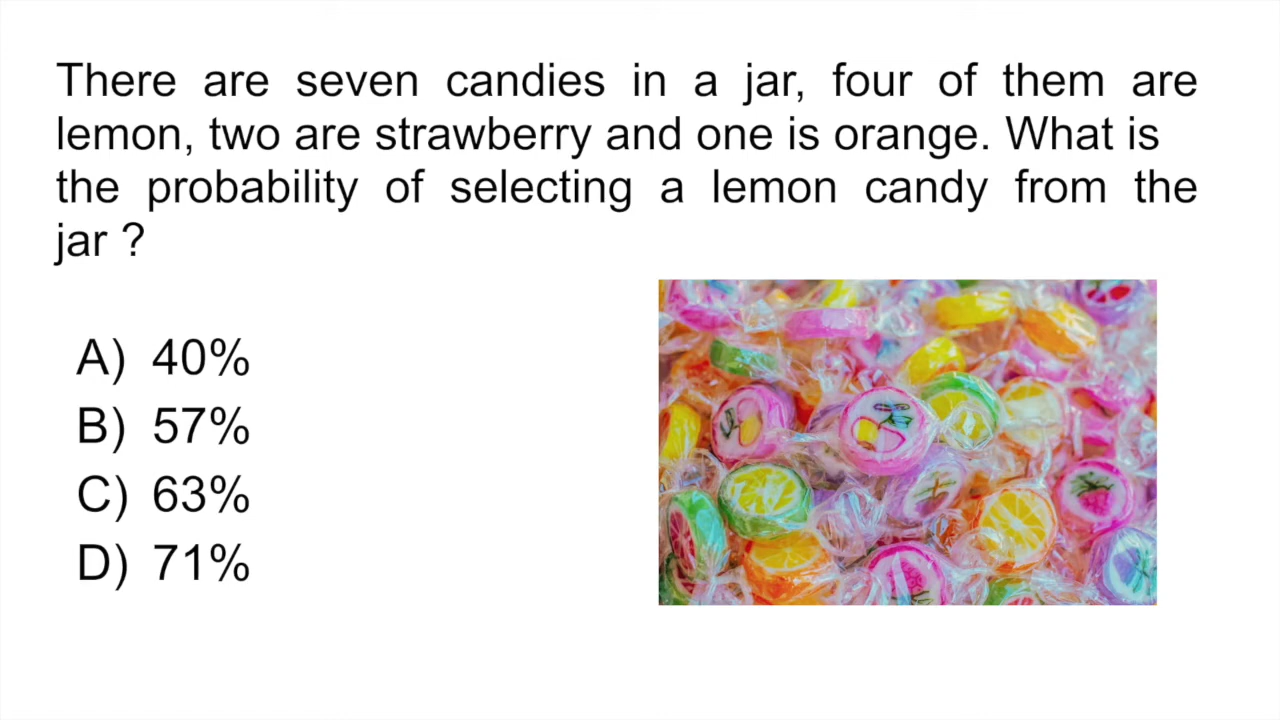 There are seven candies in a jar, four of them are
lemon, two are strawberry and one is orange. What is
the probability of selecting a lemon candy from the
jar ?
A) 40%
B) 57%
C) 63%
D) 71%